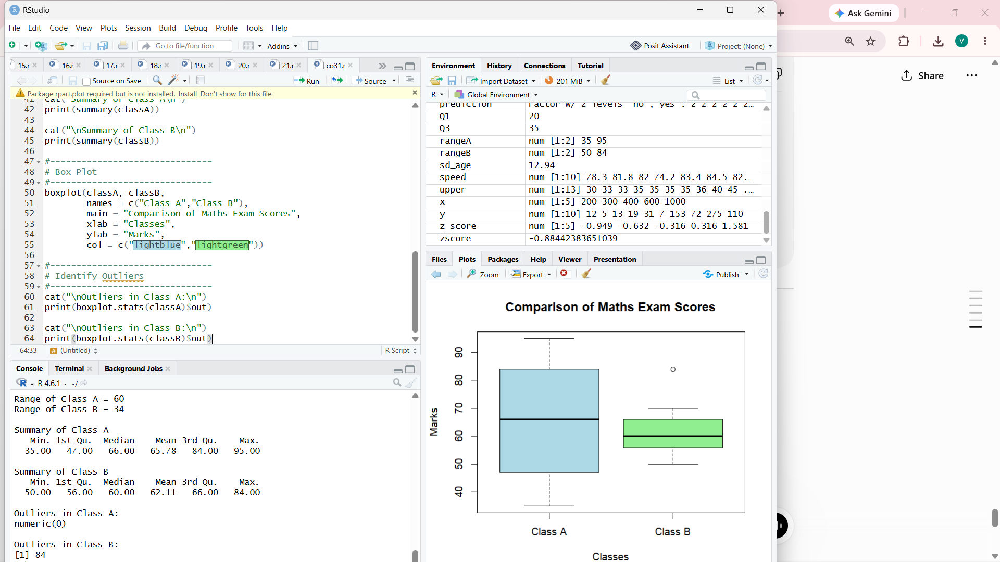 RStudio
File Edit Code View Plots Session Build Debug Profile Tools Help
Go to file/function Addins Posit Assistant Project: (None)
15.r 16.r 17.r 18.r 19.r 20.r 21.r co31.r
Source on Save Run Source
Package rpart.plot required but is not installed. Install Don't show for this file
41 cat("Summary of Class A\n")
42 print(summary(classA))
43
44 cat("\nSummary of Class B\n")
45 print(summary(classB))
46
47 #-------------------------------
48 # Box Plot
49 #-------------------------------
50 boxplot(classA, classB,
51 names = c("Class A","Class B"),
52 main = "Comparison of Maths Exam Scores",
53 xlab = "Classes",
54 ylab = "Marks",
55 col = c("lightblue","lightgreen"))
56
57 #-------------------------------
58 # Identify Outliers
59 #-------------------------------
60 cat("\nOutliers in Class A:\n")
61 print(boxplot.stats(classA)$out)
62
63 cat("\nOutliers in Class B:\n")
64 print(boxplot.stats(classB)$out)
64:33 # (Untitled) R Script
Console Terminal Background Jobs
R 4.6.1 · ~/
Range of Class A = 60
Range of Class B = 34
Summary of Class A
Min. 1st Qu. Median Mean 3rd Qu. Max.
35.00 47.00 66.00 65.78 84.00 95.00
Summary of Class B
Min. 1st Qu. Median Mean 3rd Qu. Max.
50.00 56.00 60.00 62.11 66.00 84.00
Outliers in Class A:
numeric(0)
Outliers in Class B:
[1] 84
Environment History Connections Tutorial
Import Dataset 201 MiB List
R Global Environment
prediction Factor w/ 2 levels "no","yes": 2 2 2 2 2 2…
Q1 20
Q3 35
rangeA num [1:2] 35 95
rangeB num [1:2] 50 84
sd_age 12.94
speed num [1:10] 78.3 81.8 82 74.2 83.4 84.5 82.…
upper num [1:13] 30 33 33 35 35 35 35 36 40 45 .…
x num [1:5] 200 300 400 600 1000
y num [1:10] 12 5 13 19 31 7 153 72 275 110
z_score num [1:5] -0.949 -0.632 -0.316 0.316 1.581
zscore -0.88442383651039
Files Plots Packages Help Viewer Presentation
Zoom Export Publish
Comparison of Maths Exam Scores
90
80
70
60
50
40
Marks
Class A Class B
Classes
Ask Gemini
V
Share